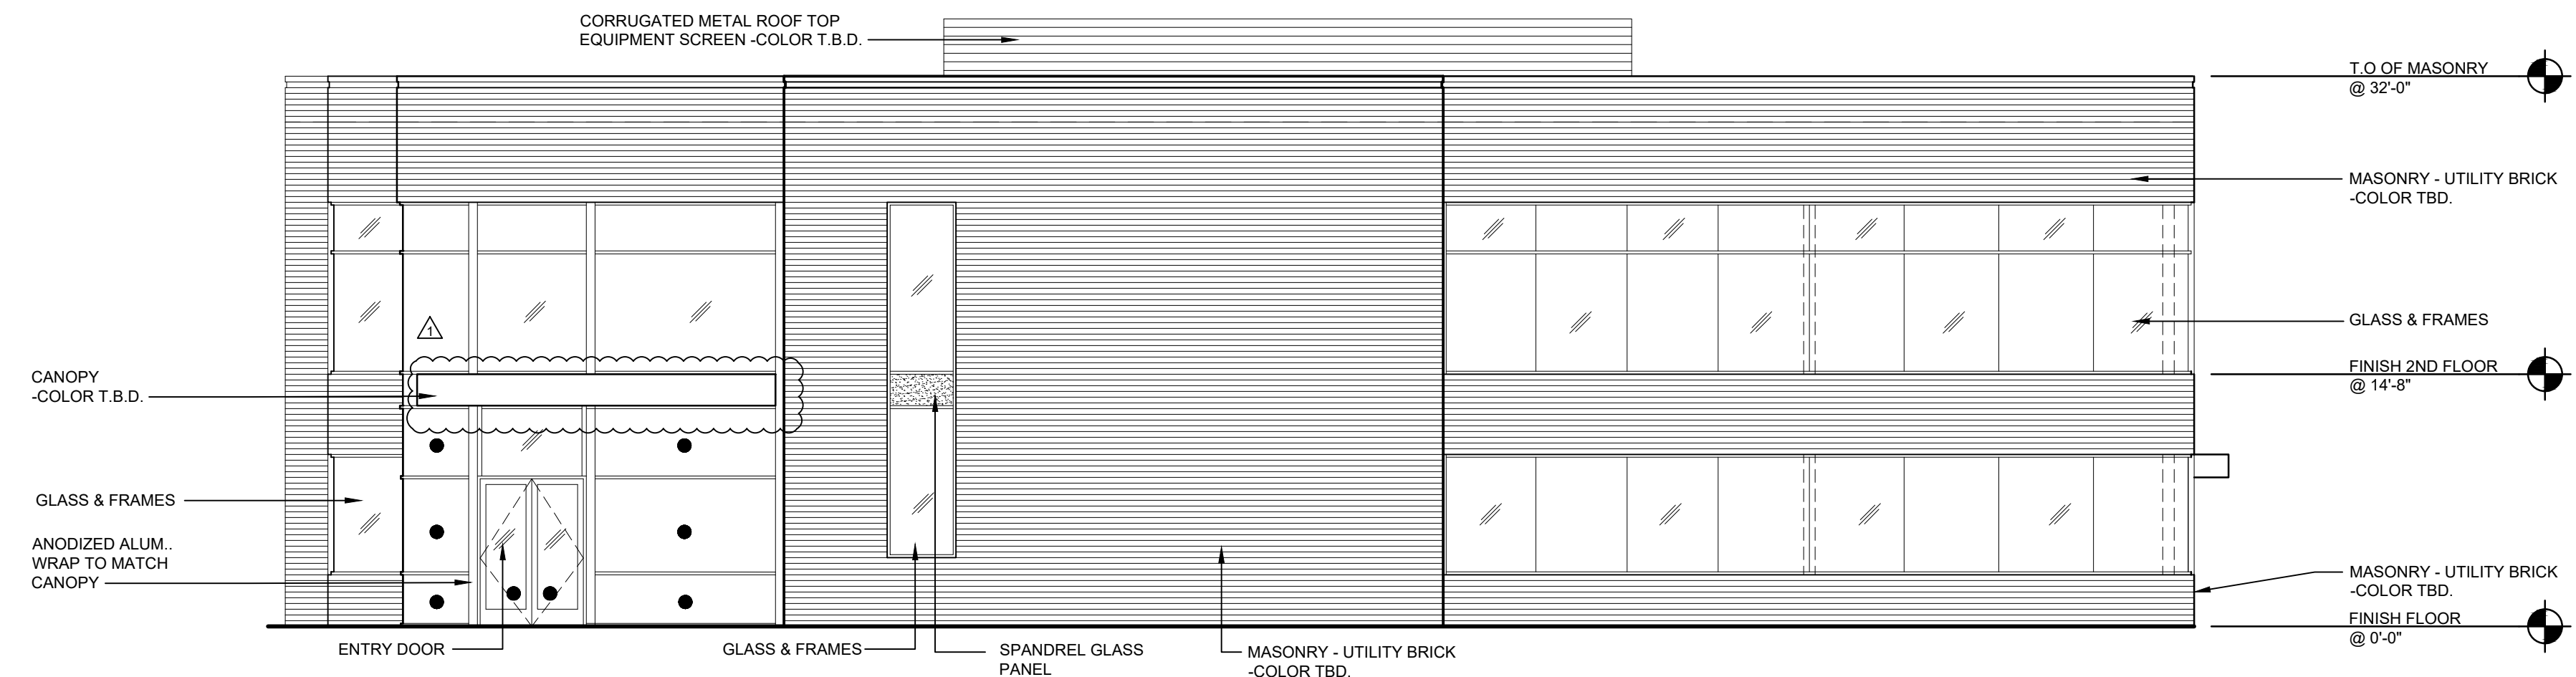 CORRUGATED METAL ROOF TOP
EQUIPMENT SCREEN -COLOR T.B.D.
T.O OF MASONRY
@ 32'-0"
MASONRY - UTILITY BRICK
-COLOR TBD.
GLASS & FRAMES
FINISH 2ND FLOOR
@ 14'-8"
MASONRY - UTILITY BRICK
-COLOR TBD.
FINISH FLOOR
@ 0'-0"
1
CANOPY
-COLOR T.B.D.
GLASS & FRAMES
ANODIZED ALUM..
WRAP TO MATCH
CANOPY
ENTRY DOOR
GLASS & FRAMES
SPANDREL GLASS
PANEL
MASONRY - UTILITY BRICK
-COLOR TBD.